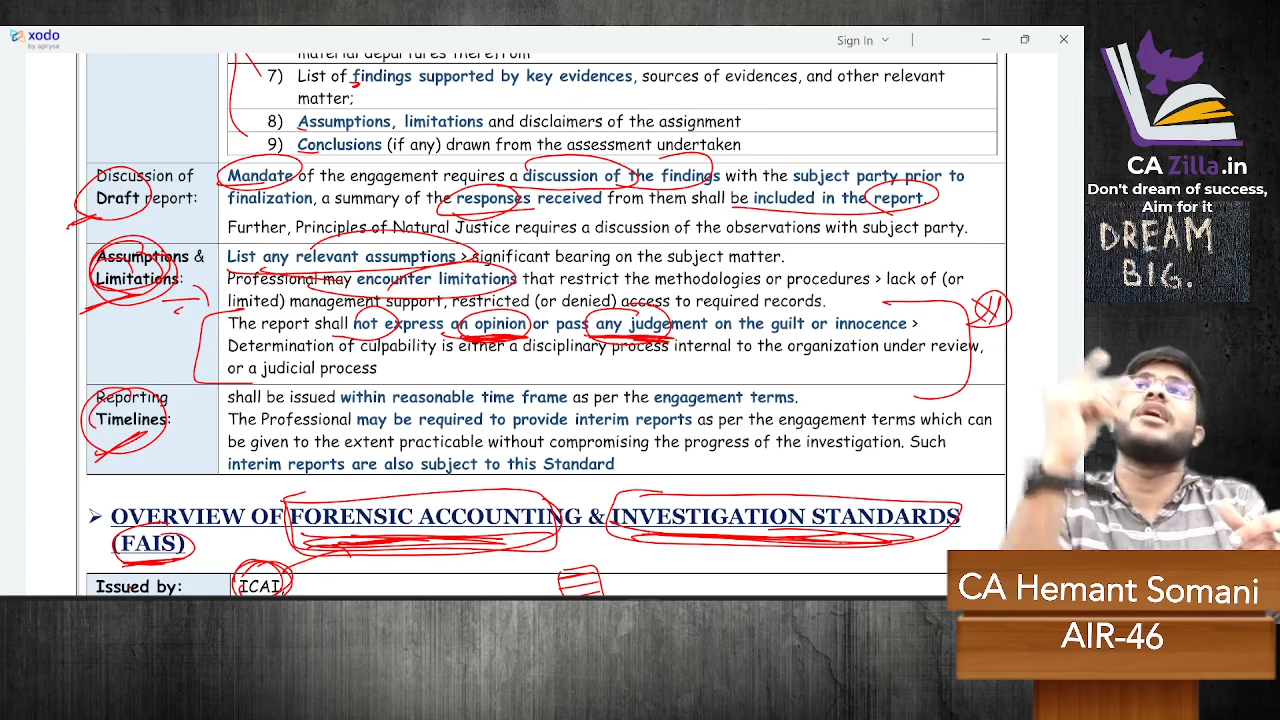 xodo
by apryse
Sign In
material departures therefrom
7) List of findings supported by key evidences, sources of evidences, and other relevant
matter;
8) Assumptions, limitations and disclaimers of the assignment
9) Conclusions (if any) drawn from the assessment undertaken
Discussion of
Draft report:
Mandate of the engagement requires a discussion of the findings with the subject party prior to
finalization, a summary of the responses received from them shall be included in the report.
Further, Principles of Natural Justice requires a discussion of the observations with subject party.
Assumptions &
Limitations:
List any relevant assumptions > significant bearing on the subject matter.
Professional may encounter limitations that restrict the methodologies or procedures > lack of (or
limited) management support, restricted (or denied) access to required records.
The report shall not express an opinion or pass any judgement on the guilt or innocence >
Determination of culpability is either a disciplinary process internal to the organization under review,
or a judicial process
Reporting
Timelines:
shall be issued within reasonable time frame as per the engagement terms.
The Professional may be required to provide interim reports as per the engagement terms which can
be given to the extent practicable without compromising the progress of the investigation. Such
interim reports are also subject to this Standard
➢ OVERVIEW OF FORENSIC ACCOUNTING & INVESTIGATION STANDARDS
(FAIS)
Issued by:
ICAI,
CA Zilla.in
Don't dream of success,
Aim for it
DREAM
BIG.
CA Hemant Somani
AIR-46